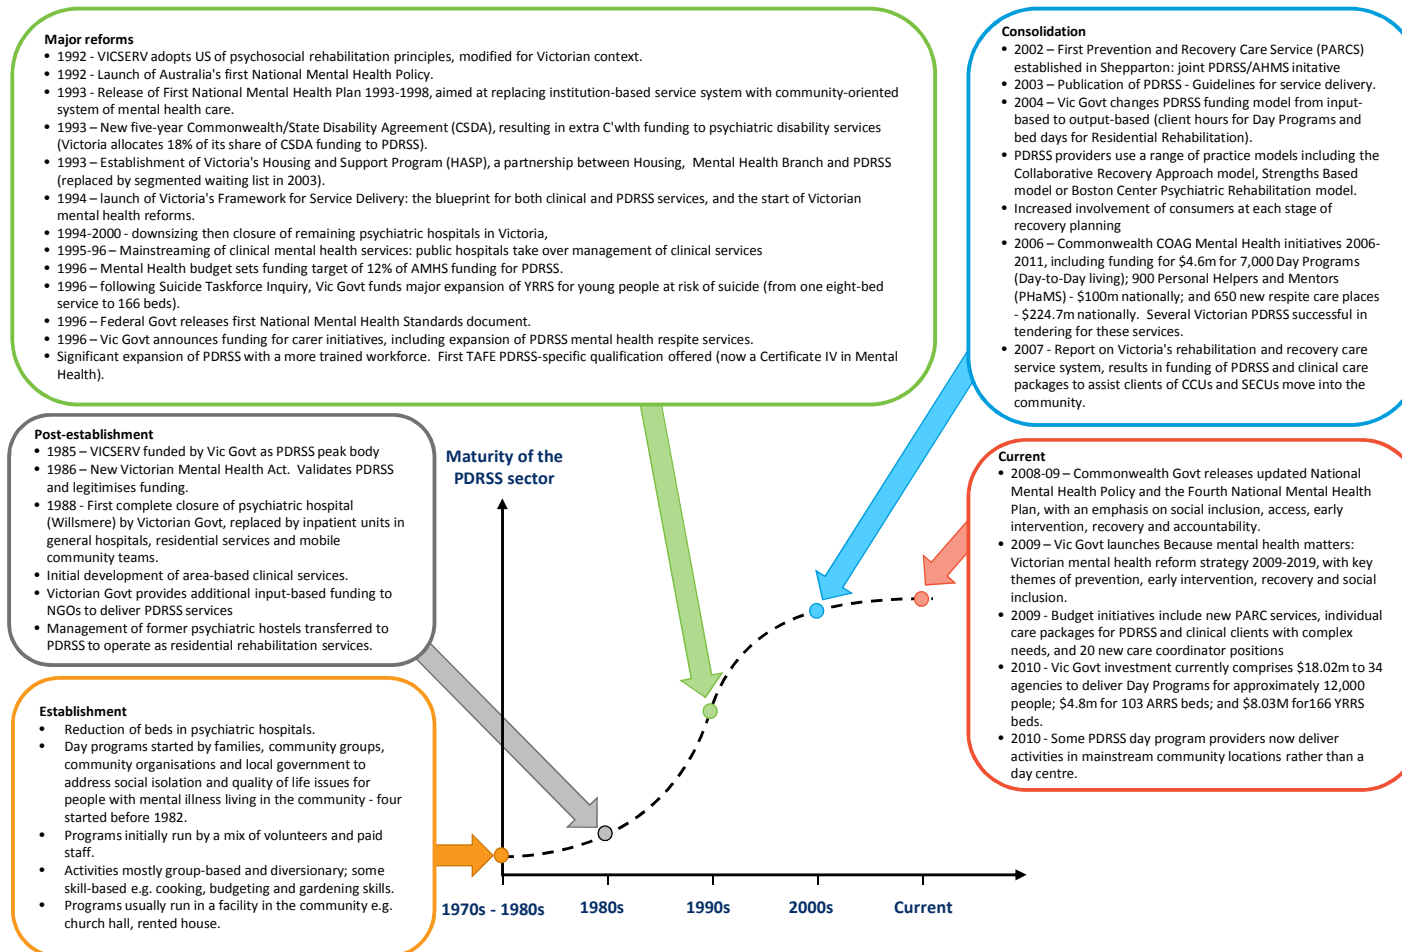 Major reforms
• 1992 - VICSERV adopts US of psychosocial rehabilitation principles, modified for Victorian context.
• 1992 - Launch of Australia's first National Mental Health Policy.
• 1993 - Release of First National Mental Health Plan 1993-1998, aimed at replacing institution-based service system with community-oriented
system of mental health care.
• 1993 – New five-year Commonwealth/State Disability Agreement (CSDA), resulting in extra C'wlth funding to psychiatric disability services
(Victoria allocates 18% of its share of CSDA funding to PDRSS).
• 1993 – Establishment of Victoria's Housing and Support Program (HASP), a partnership between Housing, Mental Health Branch and PDRSS
(replaced by segmented waiting list in 2003).
• 1994 – launch of Victoria's Framework for Service Delivery: the blueprint for both clinical and PDRSS services, and the start of Victorian
mental health reforms.
• 1994-2000 - downsizing then closure of remaining psychiatric hospitals in Victoria,
• 1995-96 – Mainstreaming of clinical mental health services: public hospitals take over management of clinical services
• 1996 – Mental Health budget sets funding target of 12% of AMHS funding for PDRSS.
• 1996 – following Suicide Taskforce Inquiry, Vic Govt funds major expansion of YRRS for young people at risk of suicide (from one eight-bed
service to 166 beds).
• 1996 – Federal Govt releases first National Mental Health Standards document.
• 1996 – Vic Govt announces funding for carer initiatives, including expansion of PDRSS mental health respite services.
• Significant expansion of PDRSS with a more trained workforce. First TAFE PDRSS-specific qualification offered (now a Certificate IV in Mental
Health).
Consolidation
• 2002 – First Prevention and Recovery Care Service (PARCS)
established in Shepparton: joint PDRSS/AHMS initative
• 2003 – Publication of PDRSS - Guidelines for service delivery.
• 2004 – Vic Govt changes PDRSS funding model from input-
based to output-based (client hours for Day Programs and
bed days for Residential Rehabilitation).
• PDRSS providers use a range of practice models including the
Collaborative Recovery Approach model, Strengths Based
model or Boston Center Psychiatric Rehabilitation model.
• Increased involvement of consumers at each stage of
recovery planning
• 2006 – Commonwealth COAG Mental Health initiatives 2006-
2011, including funding for $4.6m for 7,000 Day Programs
(Day-to-Day living); 900 Personal Helpers and Mentors
(PHaMS) - $100m nationally; and 650 new respite care places
- $224.7m nationally. Several Victorian PDRSS successful in
tendering for these services.
• 2007 - Report on Victoria's rehabilitation and recovery care
service system, results in funding of PDRSS and clinical care
packages to assist clients of CCUs and SECUs move into the
community.
Post-establishment
• 1985 – VICSERV funded by Vic Govt as PDRSS peak body
• 1986 – New Victorian Mental Health Act. Validates PDRSS
and legitimises funding.
• 1988 - First complete closure of psychiatric hospital
(Willsmere) by Victorian Govt, replaced by inpatient units in
general hospitals, residential services and mobile
community teams.
• Initial development of area-based clinical services.
• Victorian Govt provides additional input-based funding to
NGOs to deliver PDRSS services
• Management of former psychiatric hostels transferred to
PDRSS to operate as residential rehabilitation services.
Maturity of the
PDRSS sector
Current
• 2008-09 – Commonwealth Govt releases updated National
Mental Health Policy and the Fourth National Mental Health
Plan, with an emphasis on social inclusion, access, early
intervention, recovery and accountability.
• 2009 – Vic Govt launches Because mental health matters:
Victorian mental health reform strategy 2009-2019, with key
themes of prevention, early intervention, recovery and social
inclusion.
• 2009 - Budget initiatives include new PARC services, individual
care packages for PDRSS and clinical clients with complex
needs, and 20 new care coordinator positions
• 2010 - Vic Govt investment currently comprises $18.02m to 34
agencies to deliver Day Programs for approximately 12,000
people; $4.8m for 103 ARRS beds; and $8.03M for166 YRRS
beds.
• 2010 - Some PDRSS day program providers now deliver
activities in mainstream community locations rather than a
day centre.
Establishment
• Reduction of beds in psychiatric hospitals.
• Day programs started by families, community groups,
community organisations and local government to
address social isolation and quality of life issues for
people with mental illness living in the community - four
started before 1982.
• Programs initially run by a mix of volunteers and paid
staff.
• Activities mostly group-based and diversionary; some
skill-based e.g. cooking, budgeting and gardening skills.
• Programs usually run in a facility in the community e.g.
church hall, rented house.
1970s - 1980s
1980s
1990s
2000s
Current